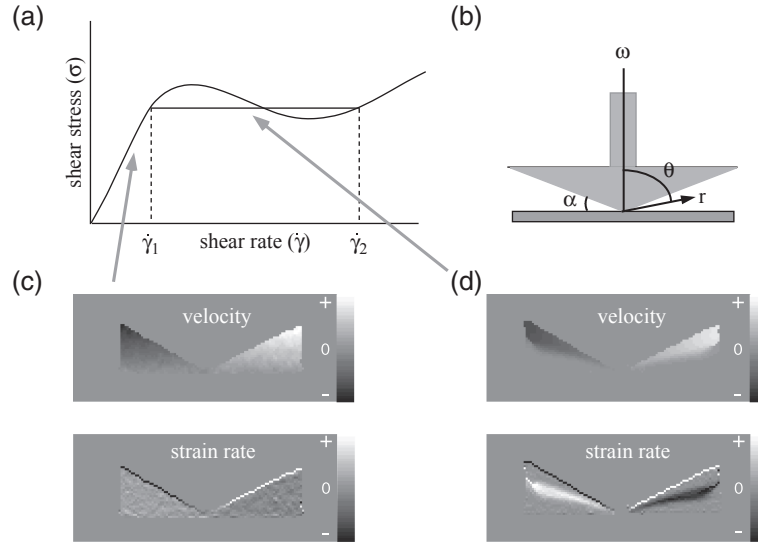 (a)
shear stress (σ)
γ̇₁
shear rate (γ̇)
γ̇₂
(b)
ω
θ
r
α
(c)
velocity
+
0
−
strain rate
+
0
−
(d)
velocity
+
0
−
strain rate
+
0
−